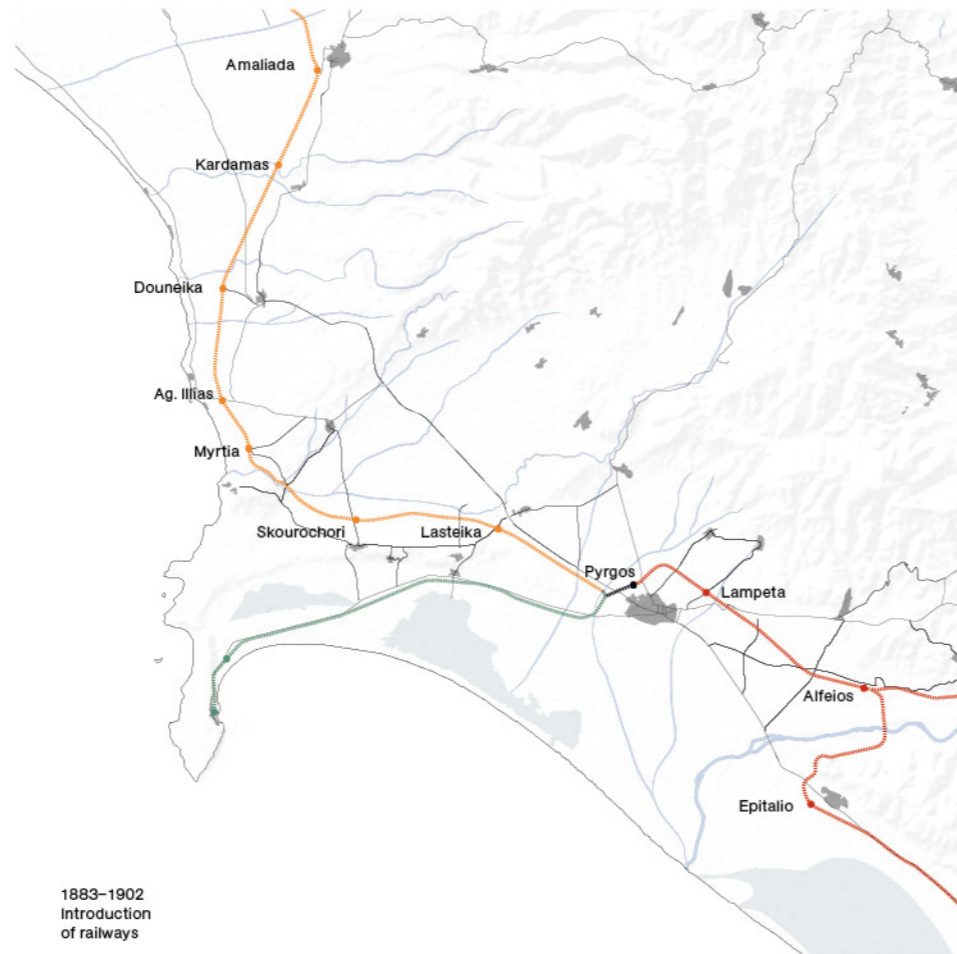 Amaliada
Kardamas
Douneika
Ag. Illias
Myrtia
Skourochori
Lasteika
Pyrgos
Lampeta
Alfeios
Epitalio
1883–1902
Introduction
of railways